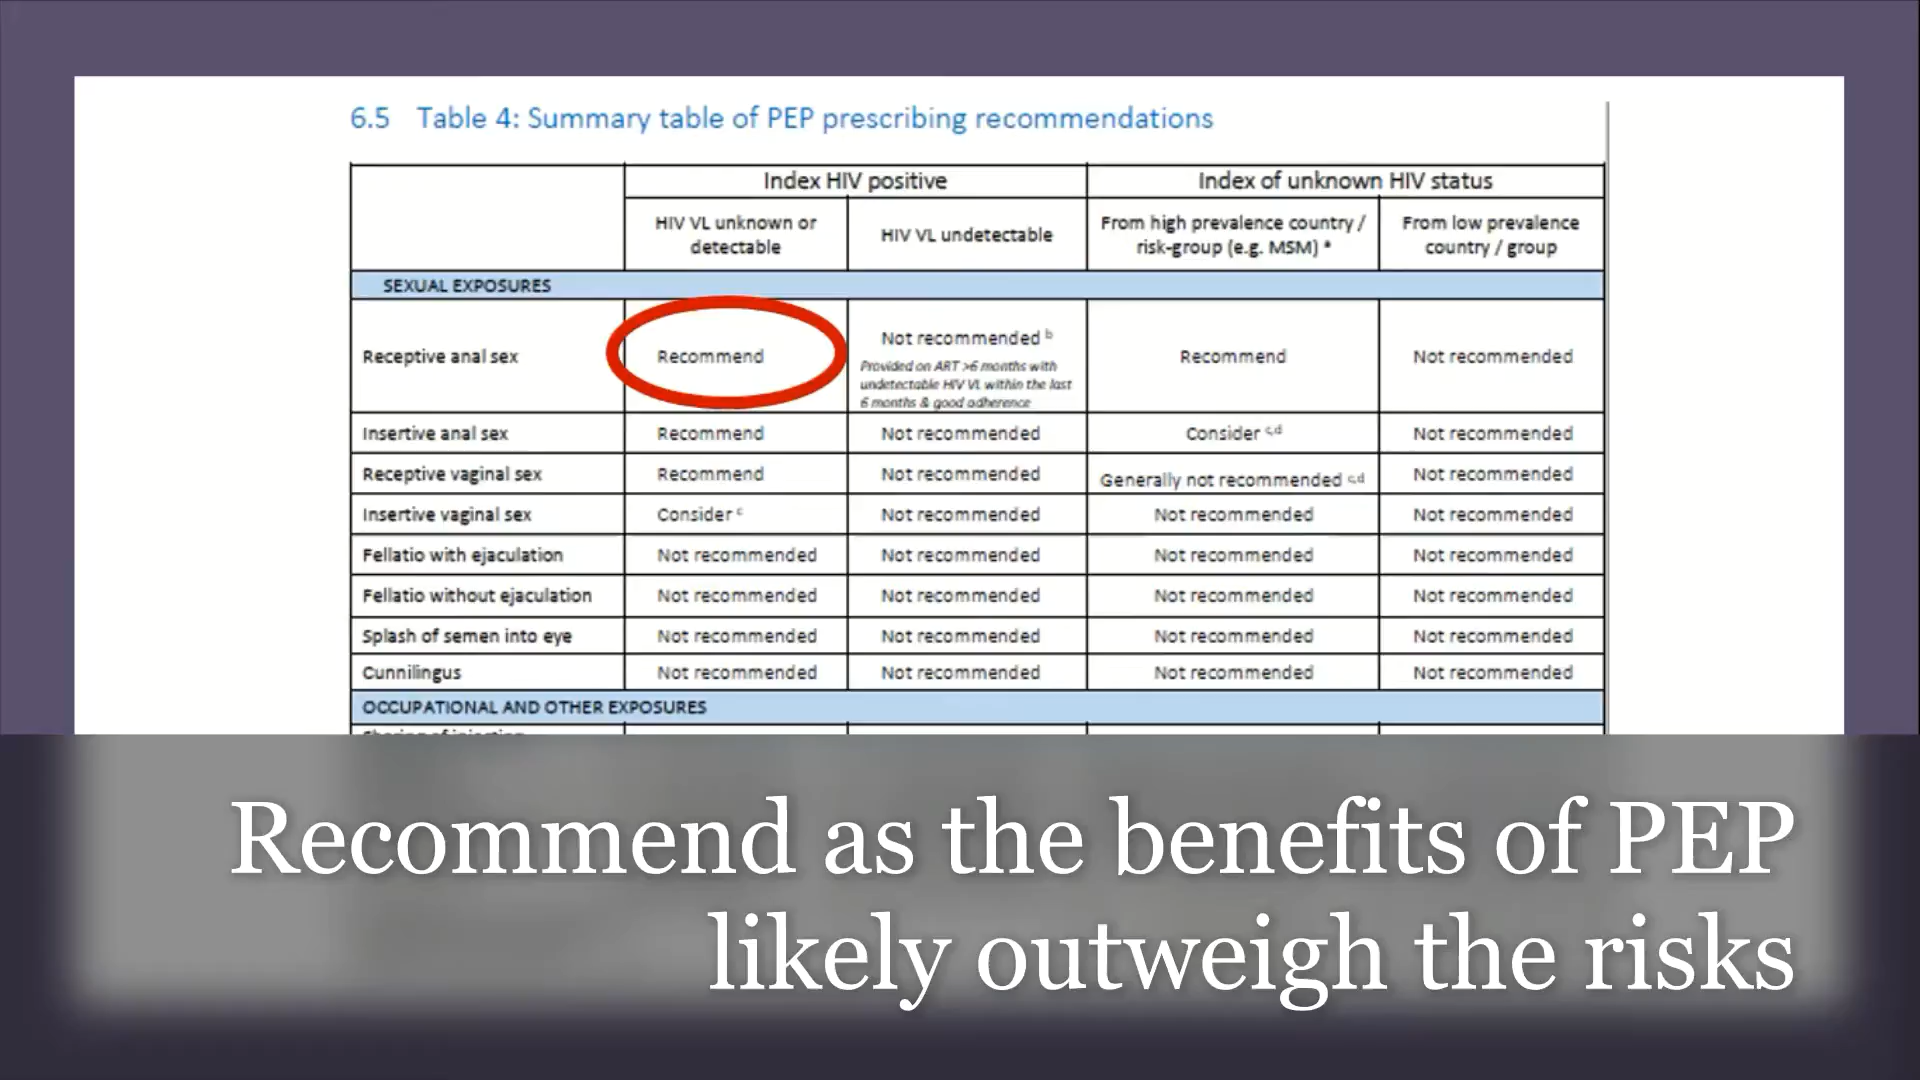 6.5 Table 4: Summary table of PEP prescribing recommendations
Index HIV positive Index of unknown HIV status
HIV VL unknown or detectable HIV VL undetectable From high prevalence country / risk-group (e.g. MSM) a From low prevalence country / group
SEXUAL EXPOSURES
Receptive anal sex Recommend Not recommended b Recommend Not recommended
Provided on ART >6 months with
undetectable HIV VL within the last
6 months & good adherence
Insertive anal sex Recommend Not recommended Consider c,d Not recommended
Receptive vaginal sex Recommend Not recommended Generally not recommended c,d Not recommended
Insertive vaginal sex Consider c Not recommended Not recommended Not recommended
Fellatio with ejaculation Not recommended Not recommended Not recommended Not recommended
Fellatio without ejaculation Not recommended Not recommended Not recommended Not recommended
Splash of semen into eye Not recommended Not recommended Not recommended Not recommended
Cunnilingus Not recommended Not recommended Not recommended Not recommended
OCCUPATIONAL AND OTHER EXPOSURES
Recommend as the benefits of PEP
likely outweigh the risks